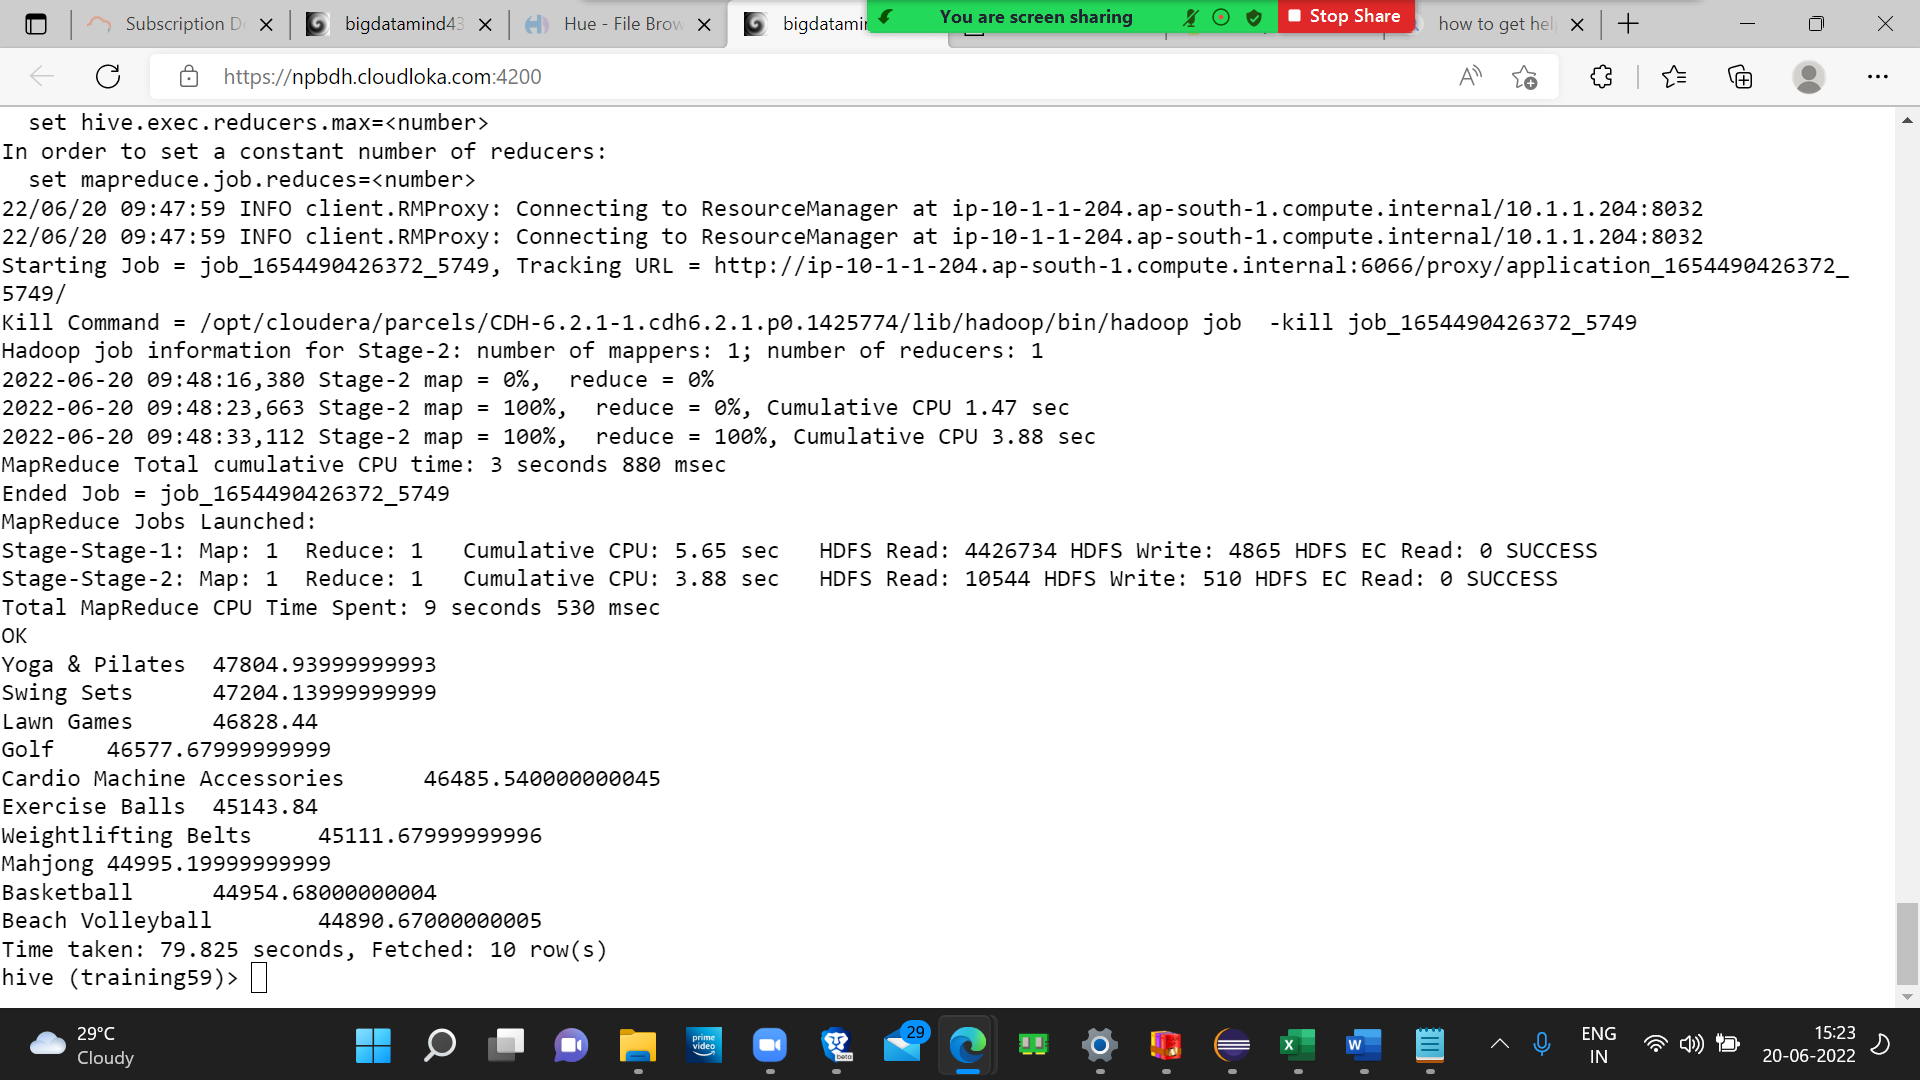 Subscription D
bigdatamind43
Hue - File Brow
bigdatamin
You are screen sharing
Stop Share
how to get hel
https://npbdh.cloudloka.com:4200
set hive.exec.reducers.max=<number>
In order to set a constant number of reducers:
set mapreduce.job.reduces=<number>
22/06/20 09:47:59 INFO client.RMProxy: Connecting to ResourceManager at ip-10-1-1-204.ap-south-1.compute.internal/10.1.1.204:8032
22/06/20 09:47:59 INFO client.RMProxy: Connecting to ResourceManager at ip-10-1-1-204.ap-south-1.compute.internal/10.1.1.204:8032
Starting Job = job_1654490426372_5749, Tracking URL = http://ip-10-1-1-204.ap-south-1.compute.internal:6066/proxy/application_1654490426372_
5749/
Kill Command = /opt/cloudera/parcels/CDH-6.2.1-1.cdh6.2.1.p0.1425774/lib/hadoop/bin/hadoop job  -kill job_1654490426372_5749
Hadoop job information for Stage-2: number of mappers: 1; number of reducers: 1
2022-06-20 09:48:16,380 Stage-2 map = 0%,  reduce = 0%
2022-06-20 09:48:23,663 Stage-2 map = 100%,  reduce = 0%, Cumulative CPU 1.47 sec
2022-06-20 09:48:33,112 Stage-2 map = 100%,  reduce = 100%, Cumulative CPU 3.88 sec
MapReduce Total cumulative CPU time: 3 seconds 880 msec
Ended Job = job_1654490426372_5749
MapReduce Jobs Launched:
Stage-Stage-1: Map: 1  Reduce: 1   Cumulative CPU: 5.65 sec   HDFS Read: 4426734 HDFS Write: 4865 HDFS EC Read: 0 SUCCESS
Stage-Stage-2: Map: 1  Reduce: 1   Cumulative CPU: 3.88 sec   HDFS Read: 10544 HDFS Write: 510 HDFS EC Read: 0 SUCCESS
Total MapReduce CPU Time Spent: 9 seconds 530 msec
OK
Yoga & Pilates  47804.93999999993
Swing Sets      47204.13999999999
Lawn Games      46828.44
Golf    46577.67999999999
Cardio Machine Accessories      46485.540000000045
Exercise Balls  45143.84
Weightlifting Belts     45111.67999999996
Mahjong 44995.19999999999
Basketball      44954.68000000004
Beach Volleyball        44890.67000000005
Time taken: 79.825 seconds, Fetched: 10 row(s)
hive (training59)>
29°C
Cloudy
prime video
beta
29
ENG
IN
15:23
20-06-2022